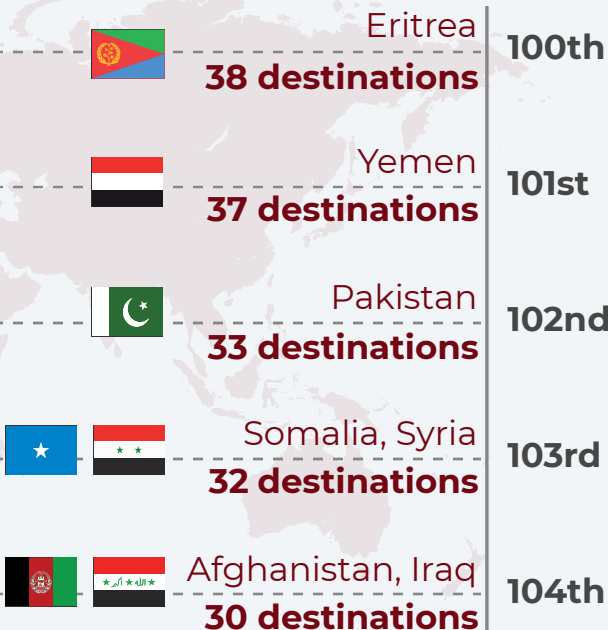 Eritrea
38 destinations
100th
Yemen
37 destinations
101st
Pakistan
33 destinations
102nd
Somalia, Syria
32 destinations
103rd
Afghanistan, Iraq
30 destinations
104th